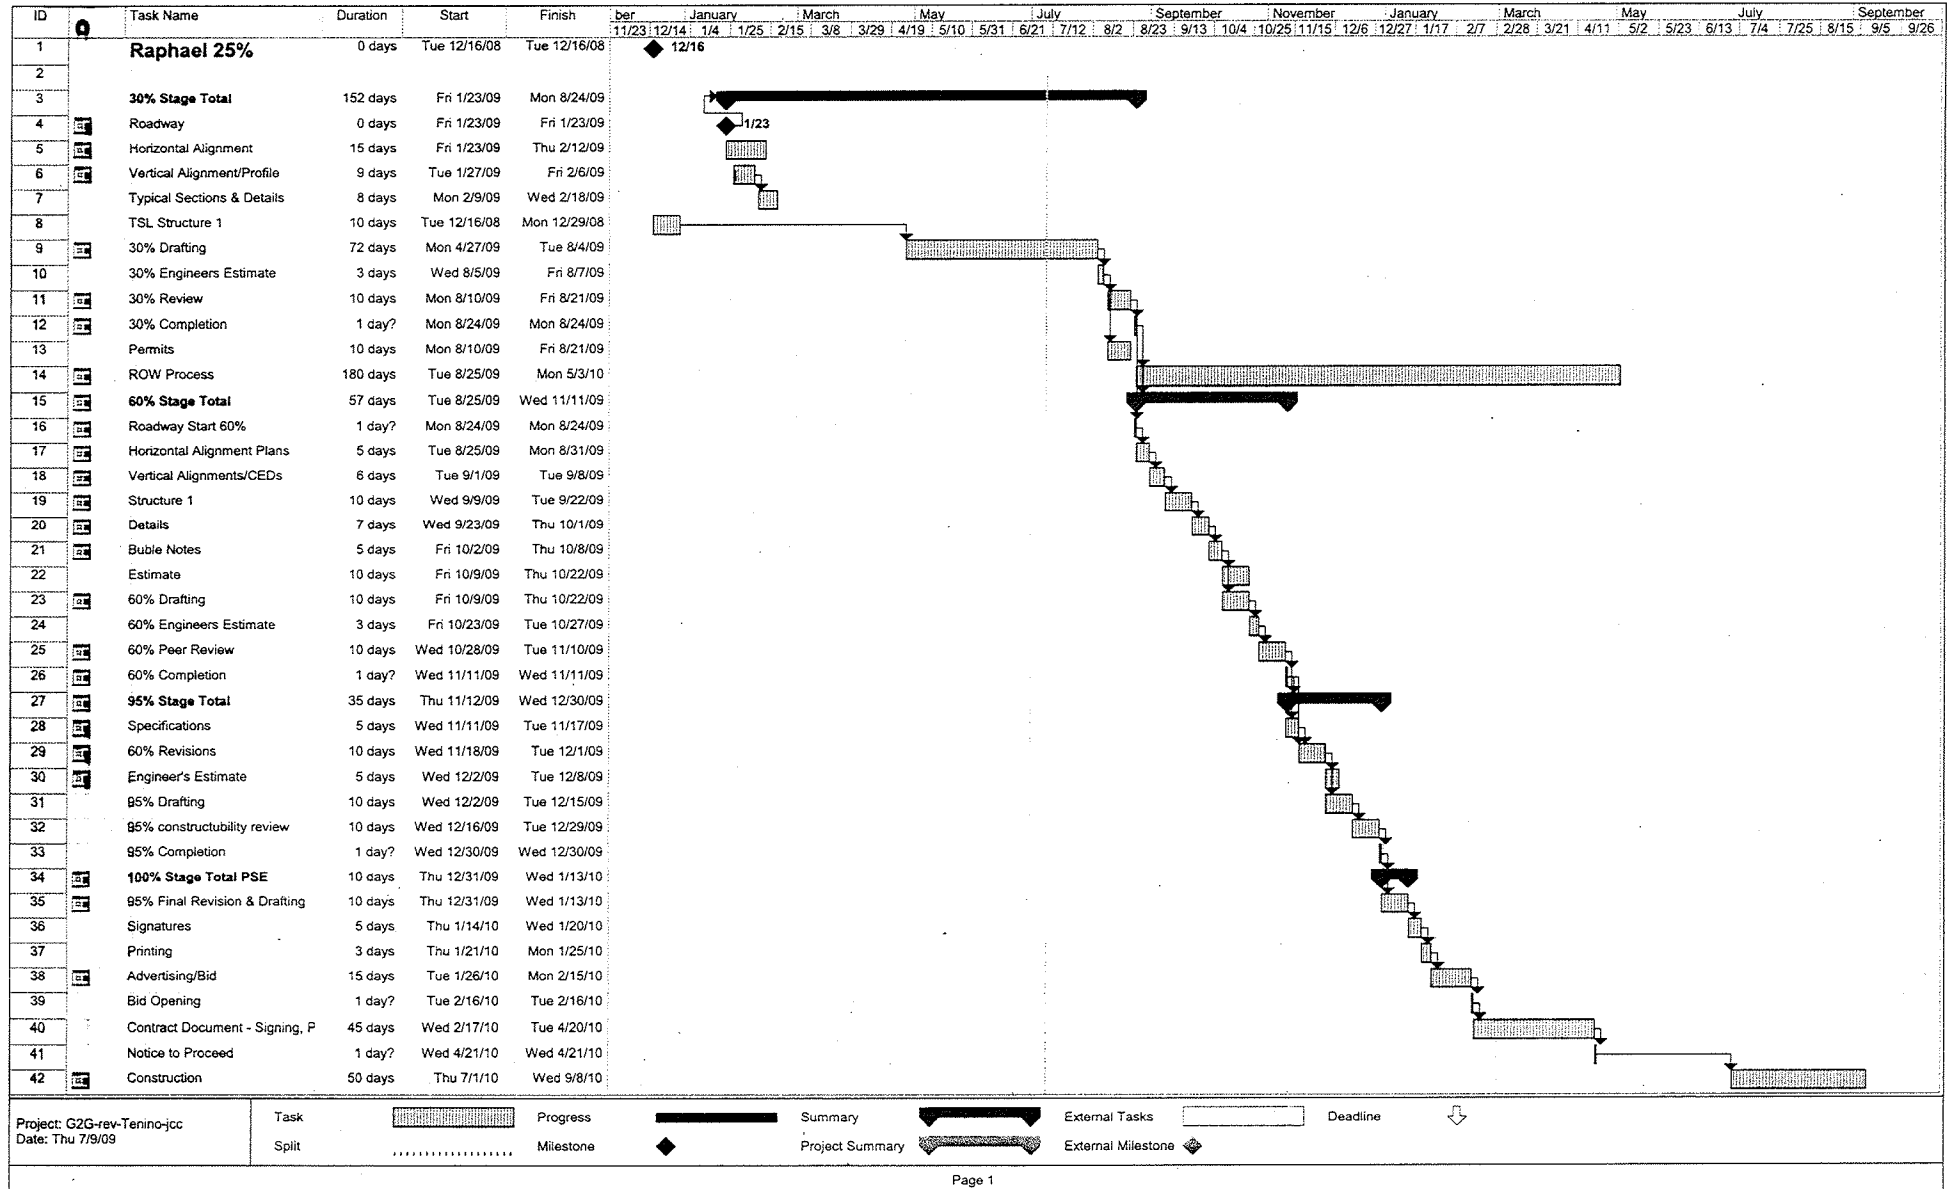 ID Task Name Duration Start Finish ber January March May July September November January March May July September
11/23 12/14 1/4 1/25 2/15 3/8 3/29 4/19 5/10 5/31 6/21 7/12 8/2 8/23 9/13 10/4 10/25 11/15 12/6 12/27 1/17 2/7 2/28 3/21 4/11 5/2 5/23 6/13 7/4 7/25 8/15 9/5 9/26
1 Raphael 25% 0 days Tue 12/16/08 Tue 12/16/08 12/16
2
3 30% Stage Total 152 days Fri 1/23/09 Mon 8/24/09
4 Roadway 0 days Fri 1/23/09 Fri 1/23/09 1/23
5 Horizontal Alignment 15 days Fri 1/23/09 Thu 2/12/09
6 Vertical Alignment/Profile 9 days Tue 1/27/09 Fri 2/6/09
7 Typical Sections & Details 8 days Mon 2/9/09 Wed 2/18/09
8 TSL Structure 1 10 days Tue 12/16/08 Mon 12/29/08
9 30% Drafting 72 days Mon 4/27/09 Tue 8/4/09
10 30% Engineers Estimate 3 days Wed 8/5/09 Fri 8/7/09
11 30% Review 10 days Mon 8/10/09 Fri 8/21/09
12 30% Completion 1 day? Mon 8/24/09 Mon 8/24/09
13 Permits 10 days Mon 8/10/09 Fri 8/21/09
14 ROW Process 180 days Tue 8/25/09 Mon 5/3/10
15 60% Stage Total 57 days Tue 8/25/09 Wed 11/11/09
16 Roadway Start 60% 1 day? Mon 8/24/09 Mon 8/24/09
17 Horizontal Alignment Plans 5 days Tue 8/25/09 Mon 8/31/09
18 Vertical Alignments/CEDs 6 days Tue 9/1/09 Tue 9/8/09
19 Structure 1 10 days Wed 9/9/09 Tue 9/22/09
20 Details 7 days Wed 9/23/09 Thu 10/1/09
21 Buble Notes 5 days Fri 10/2/09 Thu 10/8/09
22 Estimate 10 days Fri 10/9/09 Thu 10/22/09
23 60% Drafting 10 days Fri 10/9/09 Thu 10/22/09
24 60% Engineers Estimate 3 days Fri 10/23/09 Tue 10/27/09
25 60% Peer Review 10 days Wed 10/28/09 Tue 11/10/09
26 60% Completion 1 day? Wed 11/11/09 Wed 11/11/09
27 95% Stage Total 35 days Thu 11/12/09 Wed 12/30/09
28 Specifications 5 days Wed 11/11/09 Tue 11/17/09
29 60% Revisions 10 days Wed 11/18/09 Tue 12/1/09
30 Engineer's Estimate 5 days Wed 12/2/09 Tue 12/8/09
31 95% Drafting 10 days Wed 12/2/09 Tue 12/15/09
32 95% constructubility review 10 days Wed 12/16/09 Tue 12/29/09
33 95% Completion 1 day? Wed 12/30/09 Wed 12/30/09
34 100% Stage Total PSE 10 days Thu 12/31/09 Wed 1/13/10
35 95% Final Revision & Drafting 10 days Thu 12/31/09 Wed 1/13/10
36 Signatures 5 days Thu 1/14/10 Wed 1/20/10
37 Printing 3 days Thu 1/21/10 Mon 1/25/10
38 Advertising/Bid 15 days Tue 1/26/10 Mon 2/15/10
39 Bid Opening 1 day? Tue 2/16/10 Tue 2/16/10
40 Contract Document - Signing, P 45 days Wed 2/17/10 Tue 4/20/10
41 Notice to Proceed 1 day? Wed 4/21/10 Wed 4/21/10
42 Construction 50 days Thu 7/1/10 Wed 9/8/10
Project: G2G-rev-Tenino-jcc
Date: Thu 7/9/09
Task Progress Summary External Tasks Deadline
Split Milestone Project Summary External Milestone
Page 1